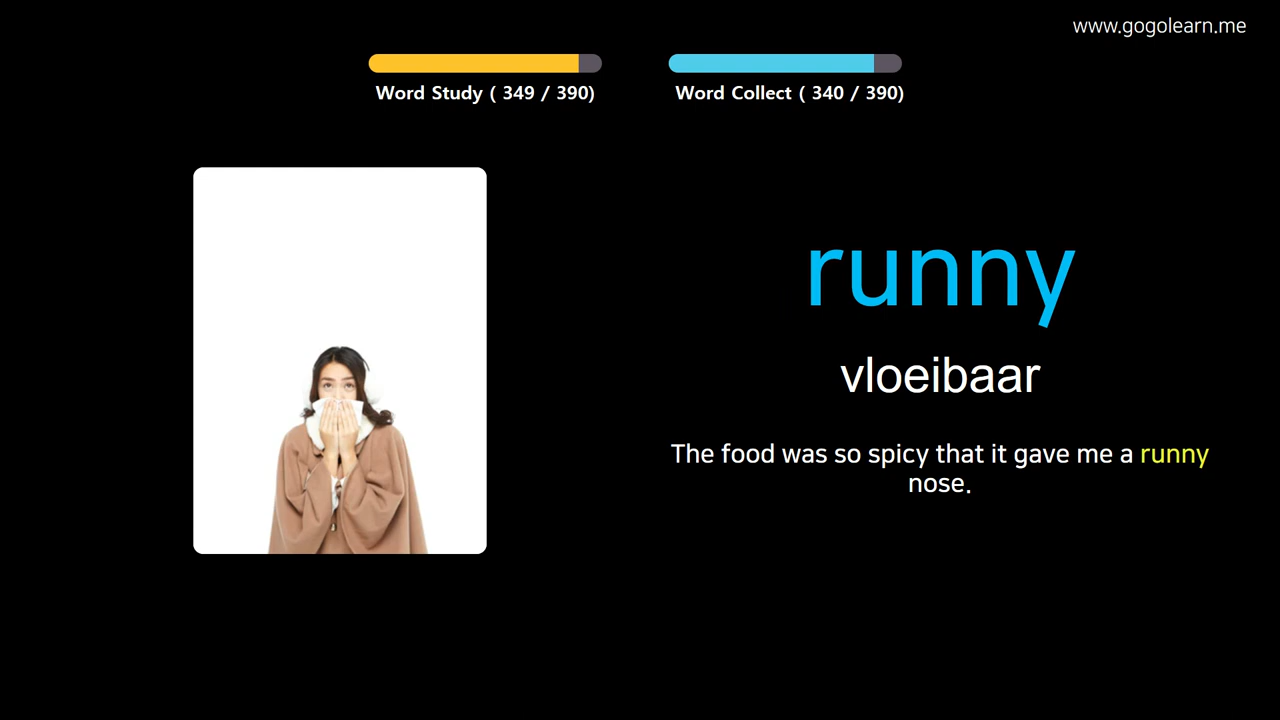 www.gogolearn.me
Word Study ( 349 / 390)
Word Collect ( 340 / 390)
runny
vloeibaar
The food was so spicy that it gave me a runny
nose.